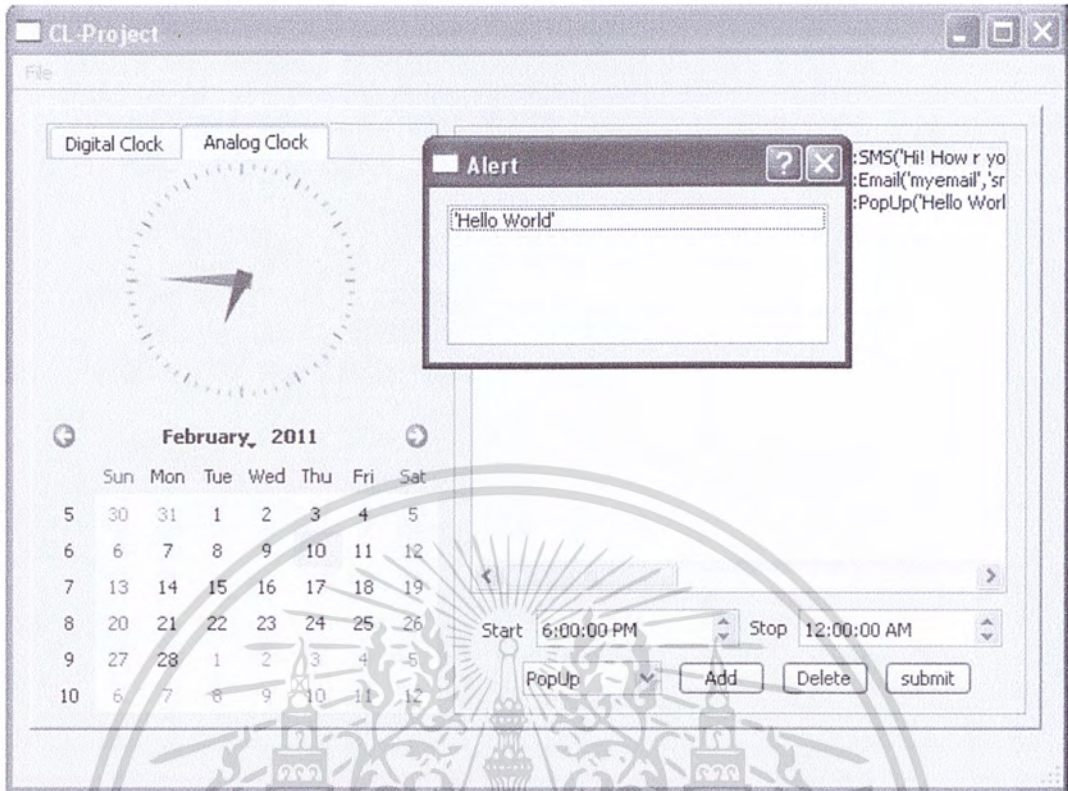 CL-Project
File
Digital Clock Analog Clock
Alert
'Hello World'
:SMS('Hi! How r yo
:Email('myemail','sr
:PopUp('Hello Worl
February, 2011
Sun Mon Tue Wed Thu Fri Sat
5 30 31 1 2 3 4 5
6 6 7 8 9 10 11 12
7 13 14 15 16 17 18 19
8 20 21 22 23 24 25 26
9 27 28 1 2 3 4 5
10 6 7 8 9 10 11 12
Start 6:00:00 PM Stop 12:00:00 AM
PopUp Add Delete submit